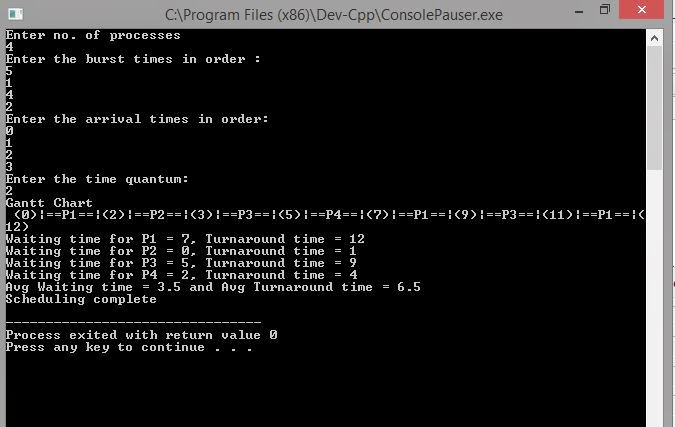 C:\Program Files (x86)\Dev-Cpp\ConsolePauser.exe
Enter no. of processes
4
Enter the burst times in order :
5
1
4
2
Enter the arrival times in order:
0
1
2
3
Enter the time quantum:
2
Gantt Chart
(0)¦==P1==¦(2)¦==P2==¦(3)¦==P3==¦(5)¦==P4==¦(7)¦==P1==¦(9)¦==P3==¦(11)¦==P1==¦(
12)
Waiting time for P1 = 7, Turnaround time = 12
Waiting time for P2 = 0, Turnaround time = 1
Waiting time for P3 = 5, Turnaround time = 9
Waiting time for P4 = 2, Turnaround time = 4
Avg Waiting time = 3.5 and Avg Turnaround time = 6.5
Scheduling complete
--------------------------------
Process exited with return value 0
Press any key to continue . . .